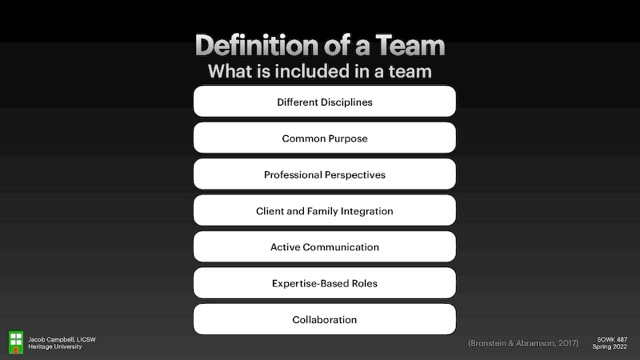 Definition of a Team
What is included in a team
Different Disciplines
Common Purpose
Professional Perspectives
Client and Family Integration
Active Communication
Expertise-Based Roles
Collaboration
Jacob Campbell, LICSW
Heritage University
(Bronstein & Abramson, 2017)
SOWK 487
Spring 2022